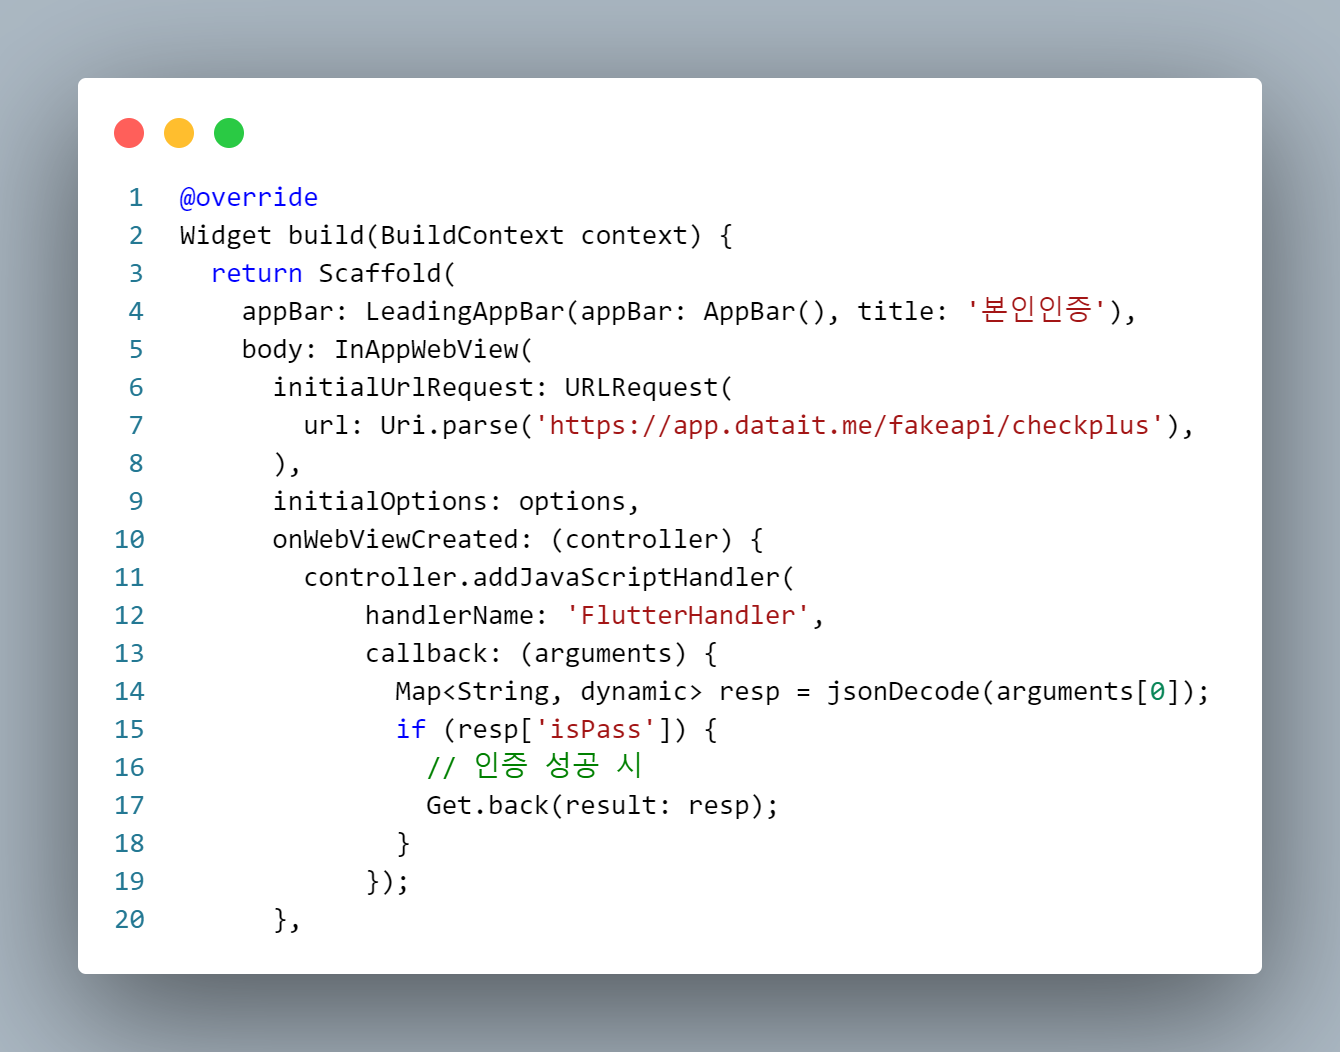 1 @override
2 Widget build(BuildContext context) {
3   return Scaffold(
4     appBar: LeadingAppBar(appBar: AppBar(), title: '본인인증'),
5     body: InAppWebView(
6       initialUrlRequest: URLRequest(
7         url: Uri.parse('https://app.datait.me/fakeapi/checkplus'),
8       ),
9       initialOptions: options,
10       onWebViewCreated: (controller) {
11         controller.addJavaScriptHandler(
12             handlerName: 'FlutterHandler',
13             callback: (arguments) {
14               Map<String, dynamic> resp = jsonDecode(arguments[0]);
15               if (resp['isPass']) {
16                 // 인증 성공 시
17                 Get.back(result: resp);
18               }
19             });
20       },